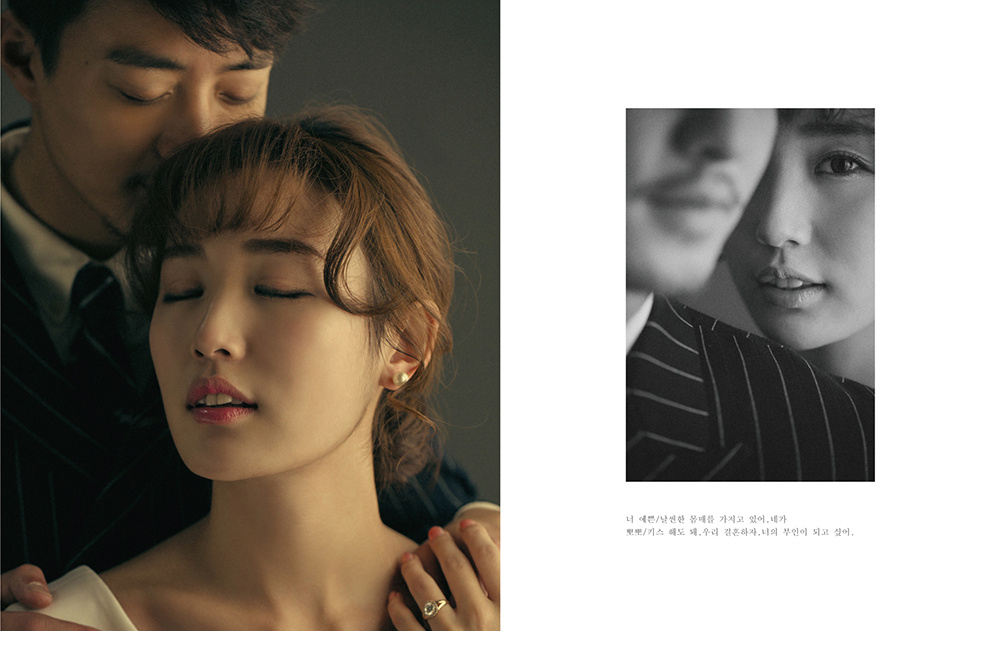 너 예쁜/날씬한 몸매를 가지고 있어.네가
뽀뽀/키스 해도 돼.우리 결혼하자.너의 부인이 되고 싶어.